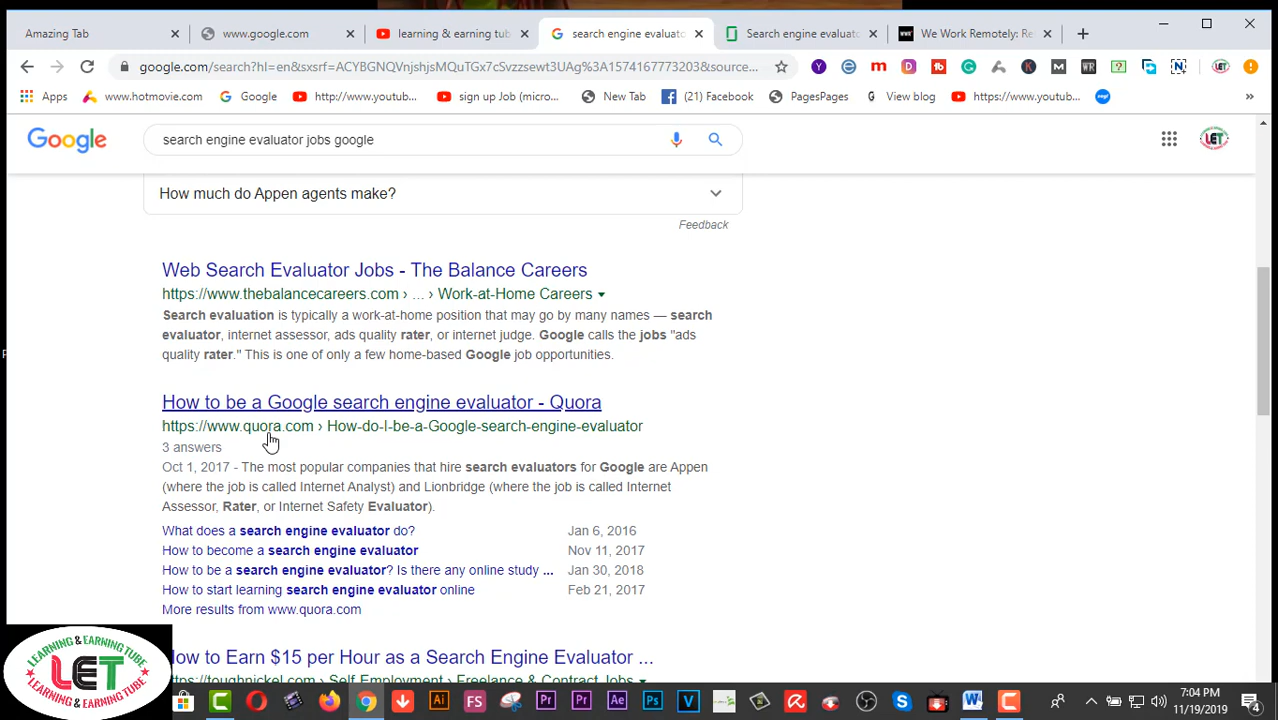 Amazing Tab
www.google.com
learning & earning tub
search engine evaluato
Search engine evaluato
We Work Remotely: Re
google.com/search?hl=en&sxsrf=ACYBGNQVnjshjsMQuTGx7cSvzzsewt3UAg%3A1574167773203&source...
Apps
www.hotmovie.com
Google
http://www.youtub...
sign up Job (micro...
New Tab
(21) Facebook
PagesPages
View blog
https://www.youtub...
»
Google
search engine evaluator jobs google
LET
How much do Appen agents make?
Feedback
Web Search Evaluator Jobs - The Balance Careers
https://www.thebalancecareers.com › ... › Work-at-Home Careers
Search evaluation is typically a work-at-home position that may go by many names — search
evaluator, internet assessor, ads quality rater, or internet judge. Google calls the jobs "ads
quality rater." This is one of only a few home-based Google job opportunities.
How to be a Google search engine evaluator - Quora
https://www.quora.com › How-do-I-be-a-Google-search-engine-evaluator
3 answers
Oct 1, 2017 - The most popular companies that hire search evaluators for Google are Appen
(where the job is called Internet Analyst) and Lionbridge (where the job is called Internet
Assessor, Rater, or Internet Safety Evaluator).
What does a search engine evaluator do? Jan 6, 2016
How to become a search engine evaluator Nov 11, 2017
How to be a search engine evaluator? Is there any online study ... Jan 30, 2018
How to start learning search engine evaluator online Feb 21, 2017
More results from www.quora.com
How to Earn $15 per Hour as a Search Engine Evaluator ...
https://toughnickel.com › Self Employment › Freelance & Contract Jobs
LEARNING & EARNING TUBE
LET
LEARNING & EARNING TUBE
7:04 PM
11/19/2019
4